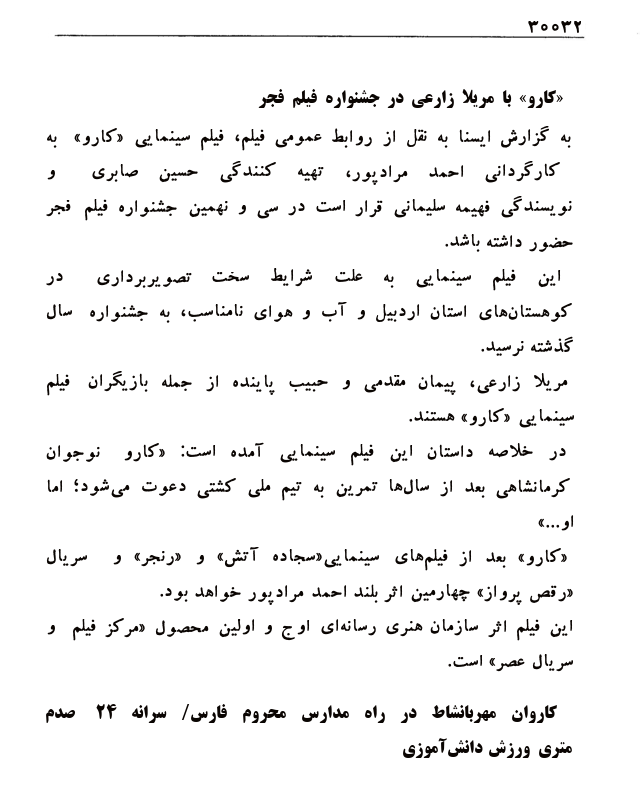 ۳۰۰۳۲
«کارو» با مریلا زارعی در جشنواره فیلم فجر
به گزارش ایسنا به نقل از روابط عمومی فیلم، فیلم سینمایی «کارو» به
کارگردانی احمد مرادپور، تهیه کنندگی حسین صابری و
نویسندگی فهیمه سلیمانی قرار است در سی و نهمین جشنواره فیلم فجر
حضور داشته باشد.
این فیلم سینمایی به علت شرایط سخت تصویربرداری در
کوهستان‌های استان اردبیل و آب و هوای نامناسب، به جشنواره سال
گذشته نرسید.
مریلا زارعی، پیمان مقدمی و حبیب پاینده از جمله بازیگران فیلم
سینمایی «کارو» هستند.
در خلاصه داستان این فیلم سینمایی آمده است: «کارو نوجوان
کرمانشاهی بعد از سال‌ها تمرین به تیم ملی کشتی دعوت می‌شود؛ اما
او...»
«کارو» بعد از فیلم‌های سینمایی«سجاده آتش» و «رنجر» و سریال
«رقص پرواز» چهارمین اثر بلند احمد مرادپور خواهد بود.
این فیلم اثر سازمان هنری رسانه‌ای اوج و اولین محصول «مرکز فیلم و
سریال عصر» است.
کاروان مهربانشاط در راه مدارس محروم فارس/ سرانه ۲۴ صدم
متری ورزش دانش‌آموزی